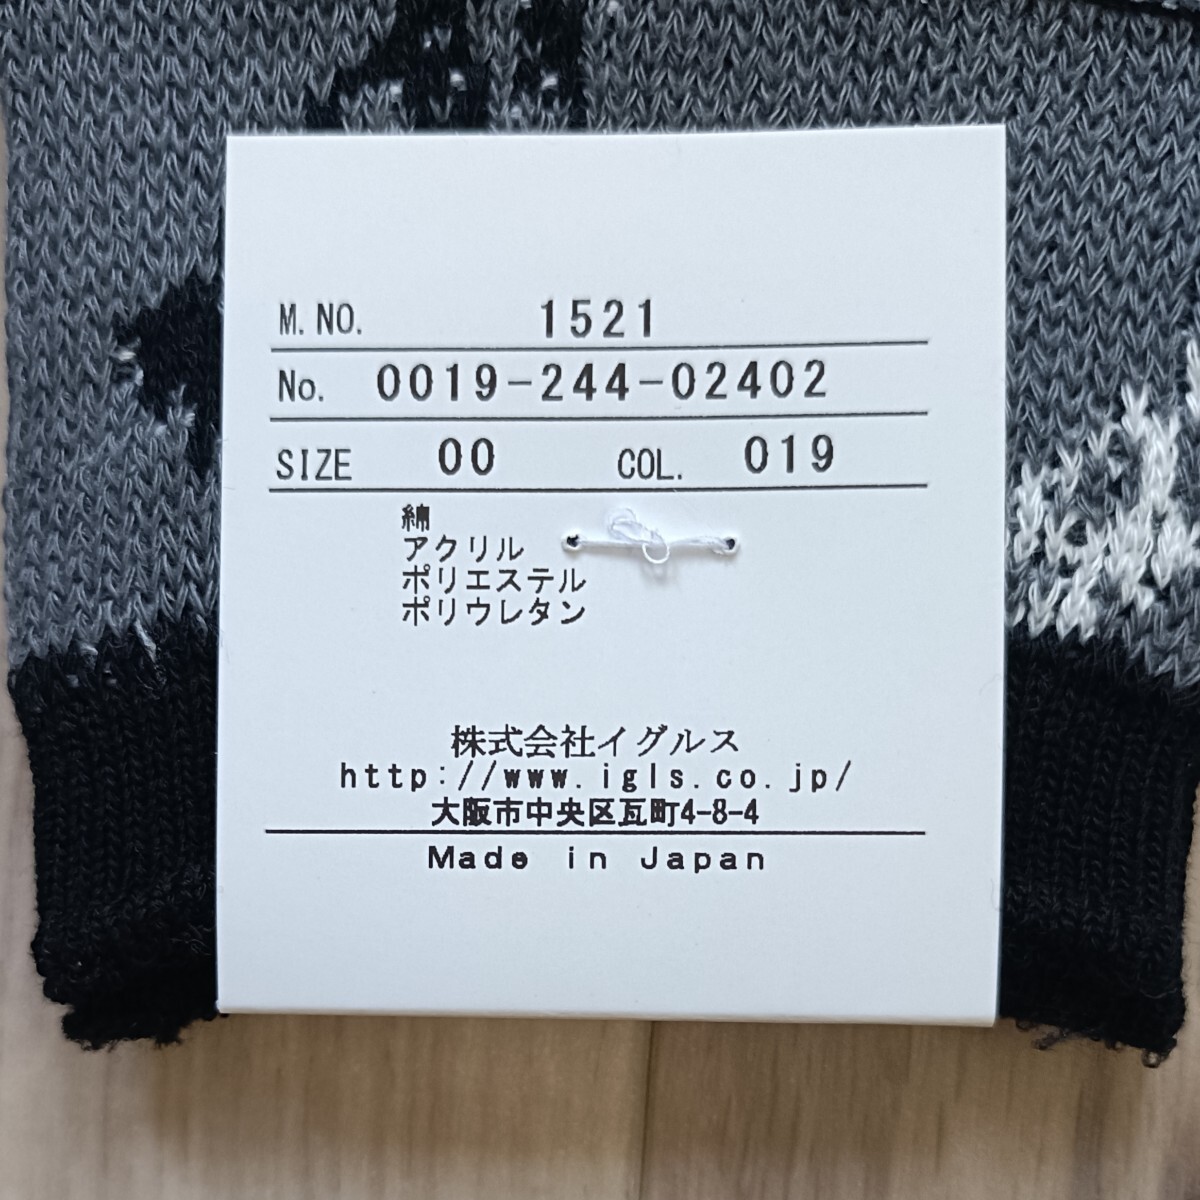 M. NO. 1521
No. 0019-244-02402
SIZE 00 COL. 019
綿
アクリル
ポリエステル
ポリウレタン
株式会社イグルス
http://www.igls.co.jp/
大阪市中央区瓦町4-8-4
Made in Japan